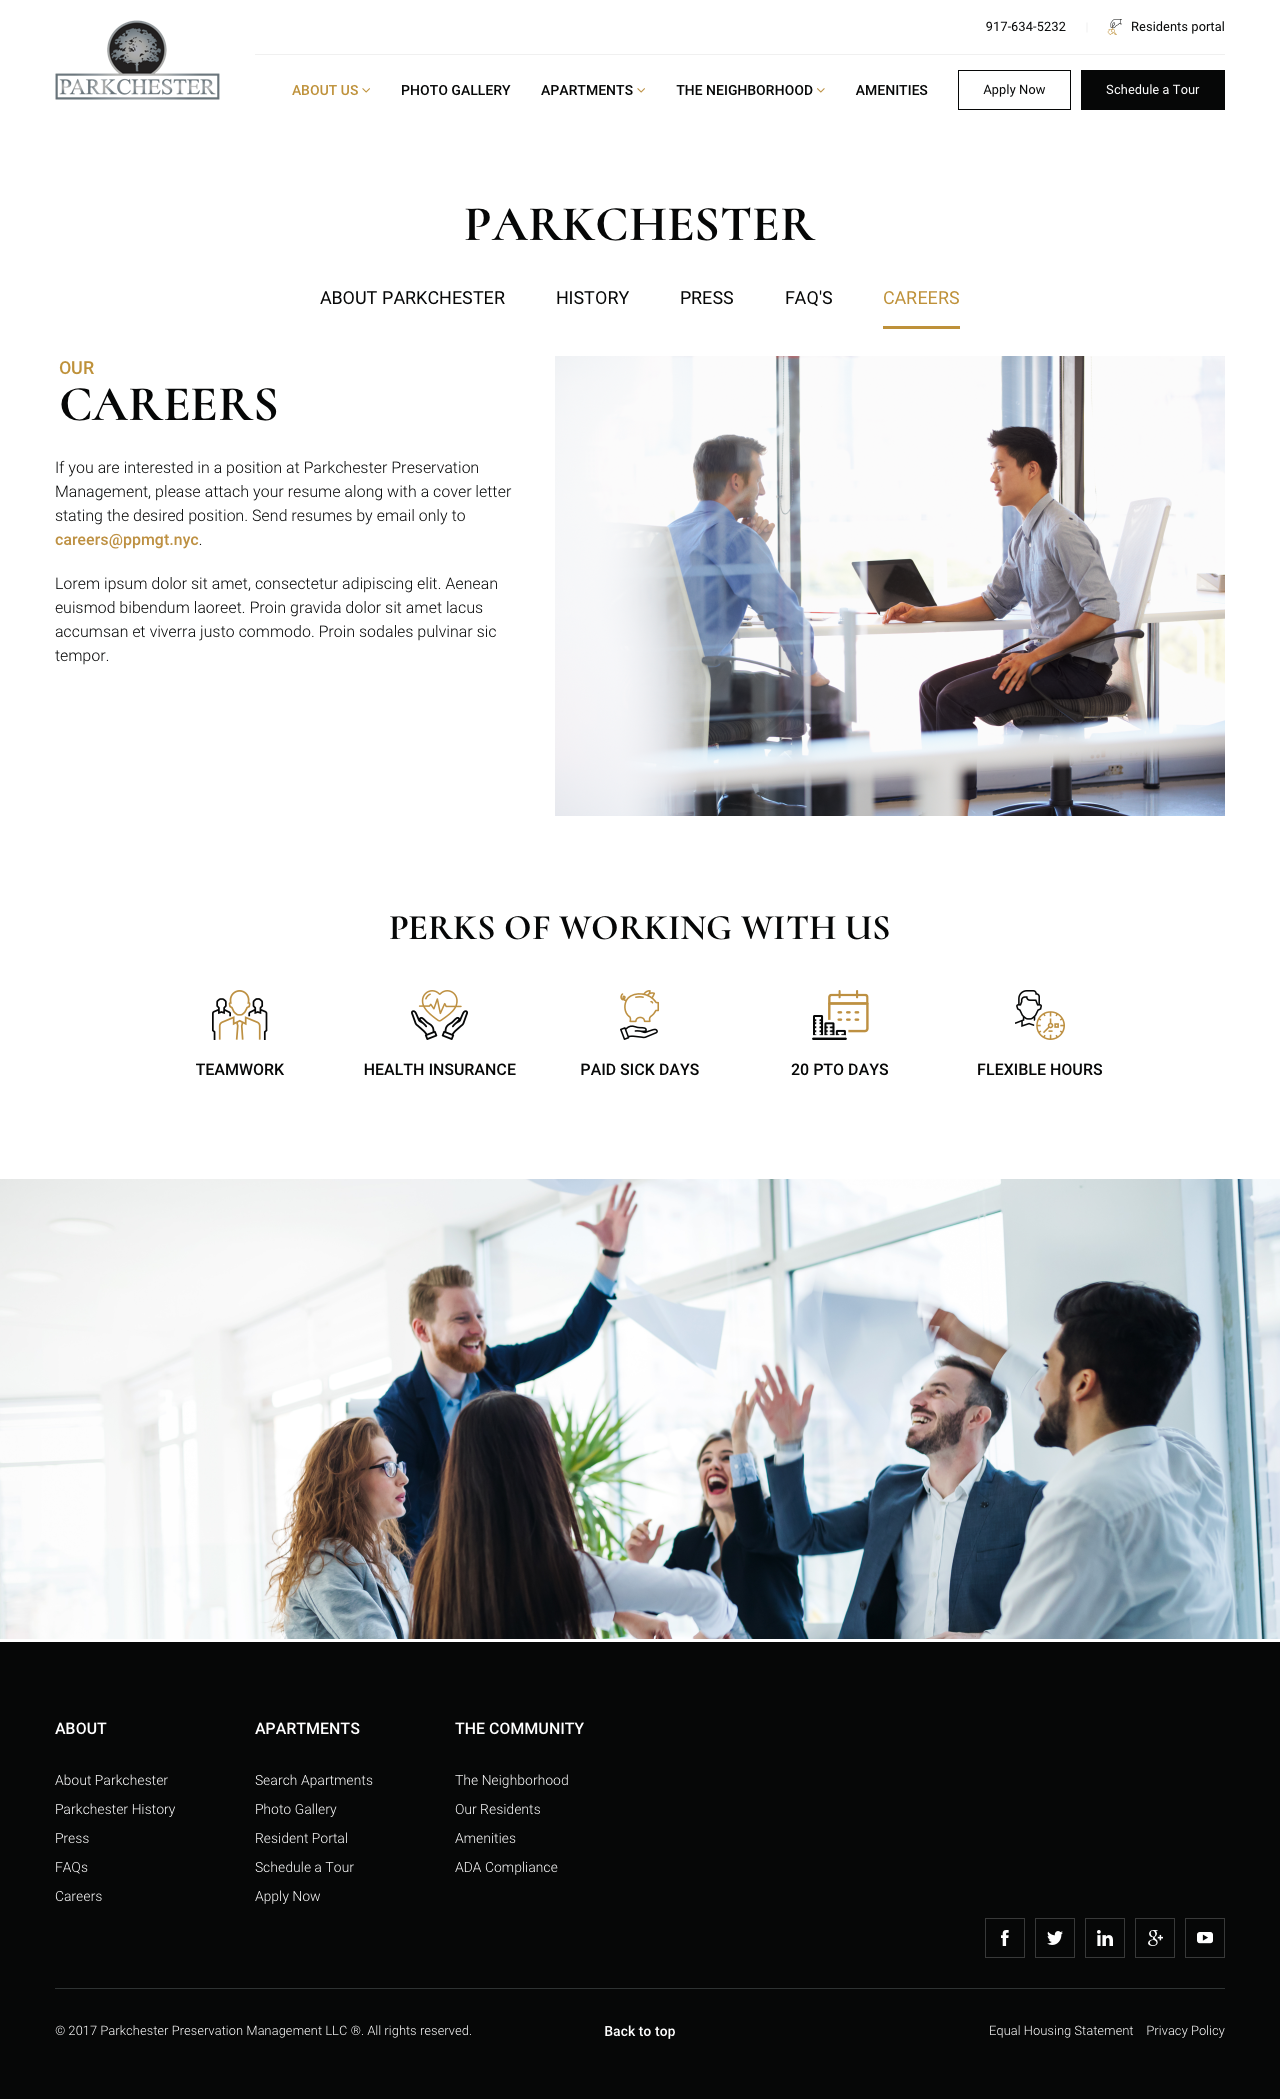 PARKCHESTER
917-634-5232
Residents portal
ABOUT US
PHOTO GALLERY
APARTMENTS
THE NEIGHBORHOOD
AMENITIES
Apply Now
Schedule a Tour
PARKCHESTER
ABOUT PARKCHESTER
HISTORY
PRESS
FAQ'S
CAREERS
OUR
CAREERS
If you are interested in a position at Parkchester Preservation
Management, please attach your resume along with a cover letter
stating the desired position. Send resumes by email only to
careers@ppmgt.nyc.
Lorem ipsum dolor sit amet, consectetur adipiscing elit. Aenean
euismod bibendum laoreet. Proin gravida dolor sit amet lacus
accumsan et viverra justo commodo. Proin sodales pulvinar sic
tempor.
PERKS OF WORKING WITH US
TEAMWORK
HEALTH INSURANCE
PAID SICK DAYS
20 PTO DAYS
FLEXIBLE HOURS
ABOUT
About Parkchester
Parkchester History
Press
FAQs
Careers
APARTMENTS
Search Apartments
Photo Gallery
Resident Portal
Schedule a Tour
Apply Now
THE COMMUNITY
The Neighborhood
Our Residents
Amenities
ADA Compliance
© 2017 Parkchester Preservation Management LLC ®. All rights reserved.
Back to top
Equal Housing Statement
Privacy Policy